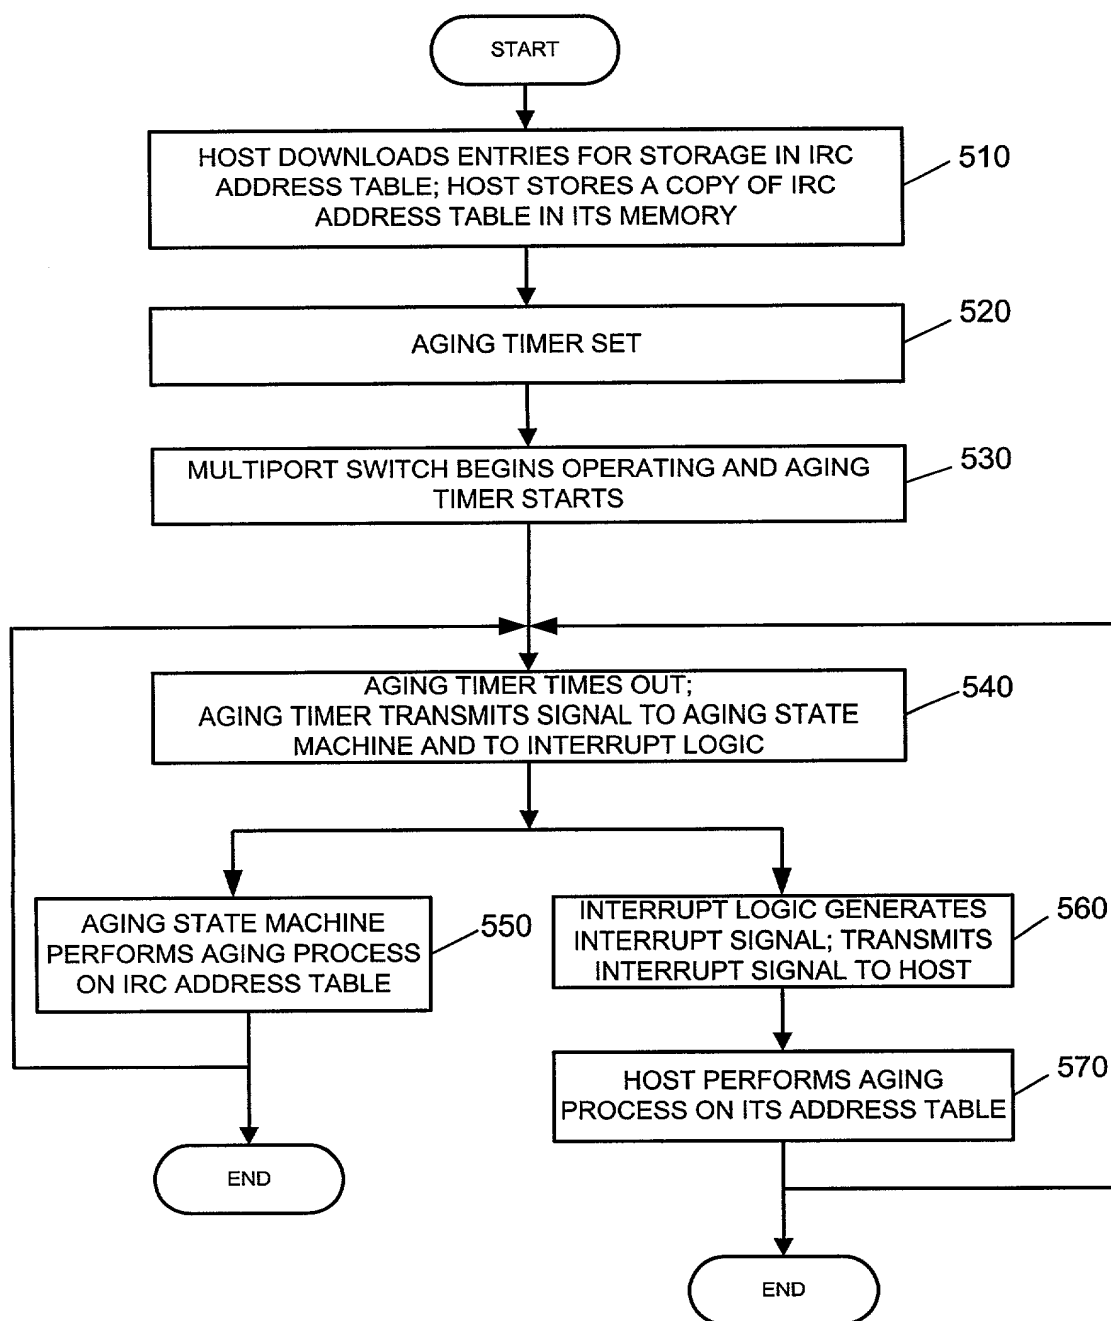 START
HOST DOWNLOADS ENTRIES FOR STORAGE IN IRC
ADDRESS TABLE; HOST STORES A COPY OF IRC
ADDRESS TABLE IN ITS MEMORY
510
AGING TIMER SET
520
MULTIPORT SWITCH BEGINS OPERATING AND AGING
TIMER STARTS
530
AGING TIMER TIMES OUT;
AGING TIMER TRANSMITS SIGNAL TO AGING STATE
MACHINE AND TO INTERRUPT LOGIC
540
AGING STATE MACHINE
PERFORMS AGING PROCESS
ON IRC ADDRESS TABLE
550
INTERRUPT LOGIC GENERATES
INTERRUPT SIGNAL; TRANSMITS
INTERRUPT SIGNAL TO HOST
560
HOST PERFORMS AGING
PROCESS ON ITS ADDRESS TABLE
570
END
END